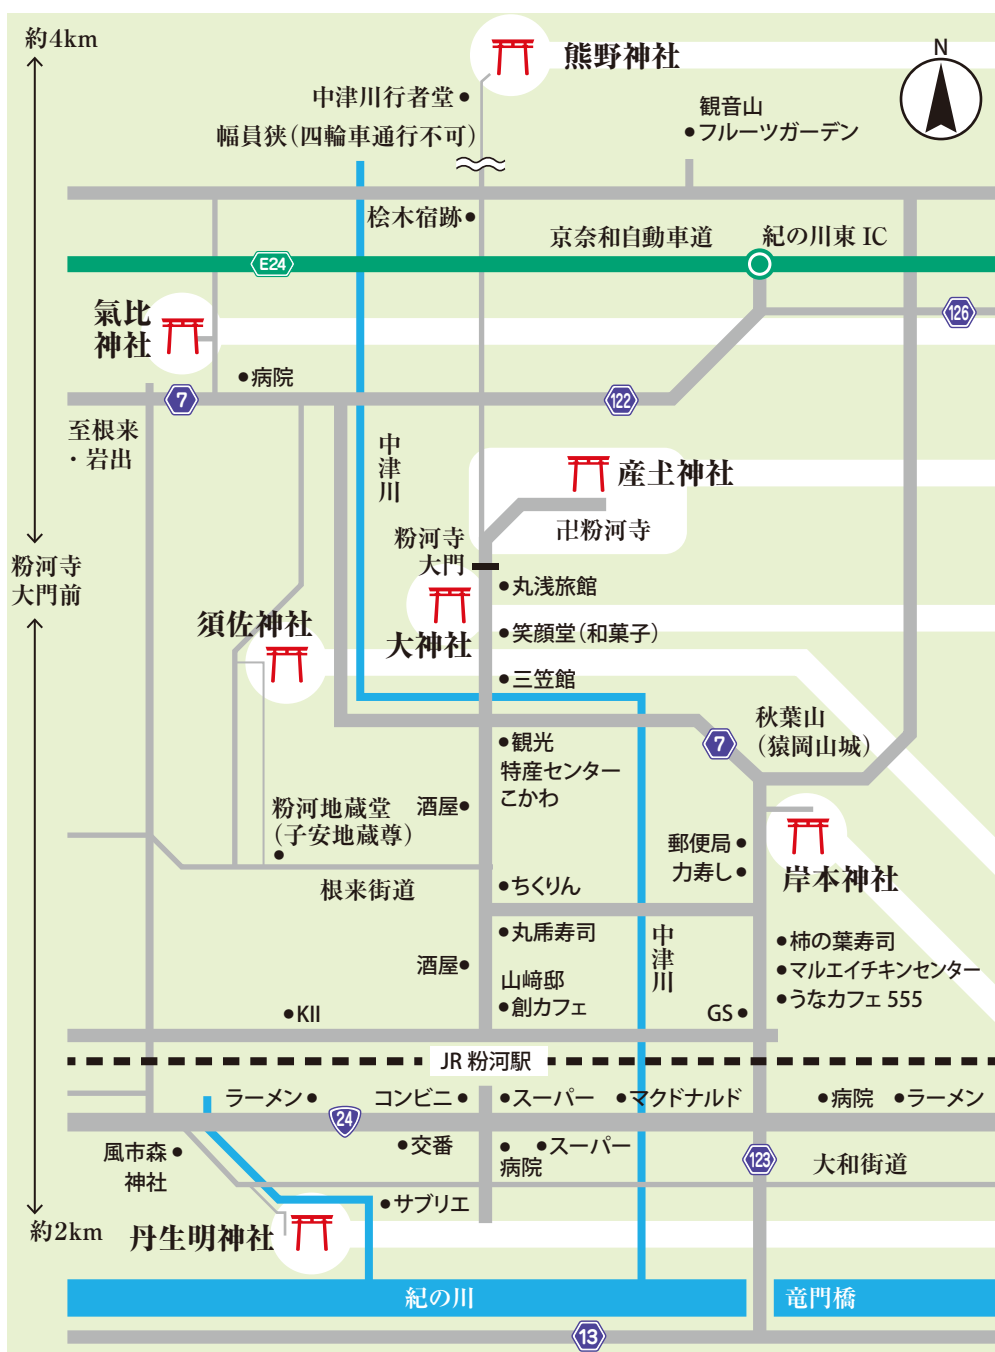 約4km
N
熊野神社
中津川行者堂
観音山
フルーツガーデン
幅員狭(四輪車通行不可)
桧木宿跡
京奈和自動車道
紀の川東 IC
E24
氣比
神社
126
病院
7
122
至根来
・岩出
中津川
産土神社
卍粉河寺
粉河寺
大門
粉河寺
大門前
丸浅旅館
須佐神社
大神社
笑顔堂(和菓子)
三笠館
秋葉山
(猿岡山城)
7
観光
特産センター
こかわ
粉河地蔵堂
(子安地蔵尊)
酒屋
郵便局
力寿し
岸本神社
根来街道
ちくりん
丸乕寿司
中津川
柿の葉寿司
マルエイチキンセンター
うなカフェ 555
酒屋
山﨑邸
創カフェ
KII
GS
JR 粉河駅
ラーメン
コンビニ
スーパー
マクドナルド
病院
ラーメン
24
交番
スーパー
病院
風市森
神社
123
大和街道
サブリエ
約2km
丹生明神社
紀の川
竜門橋
13